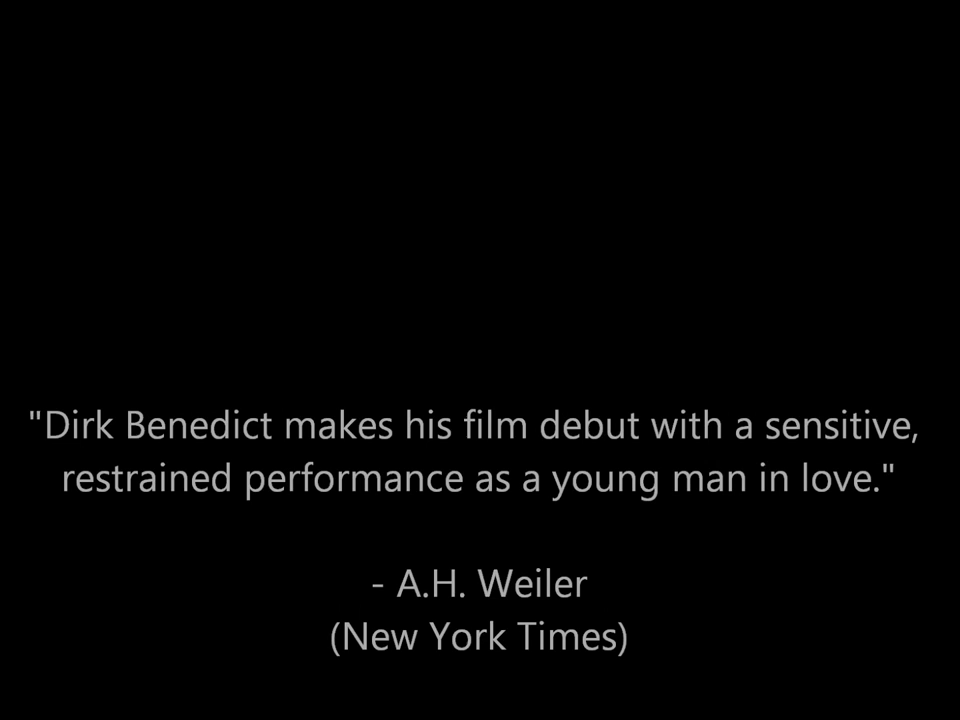 "Dirk Benedict makes his film debut with a sensitive,
restrained performance as a young man in love."
- A.H. Weiler
(New York Times)